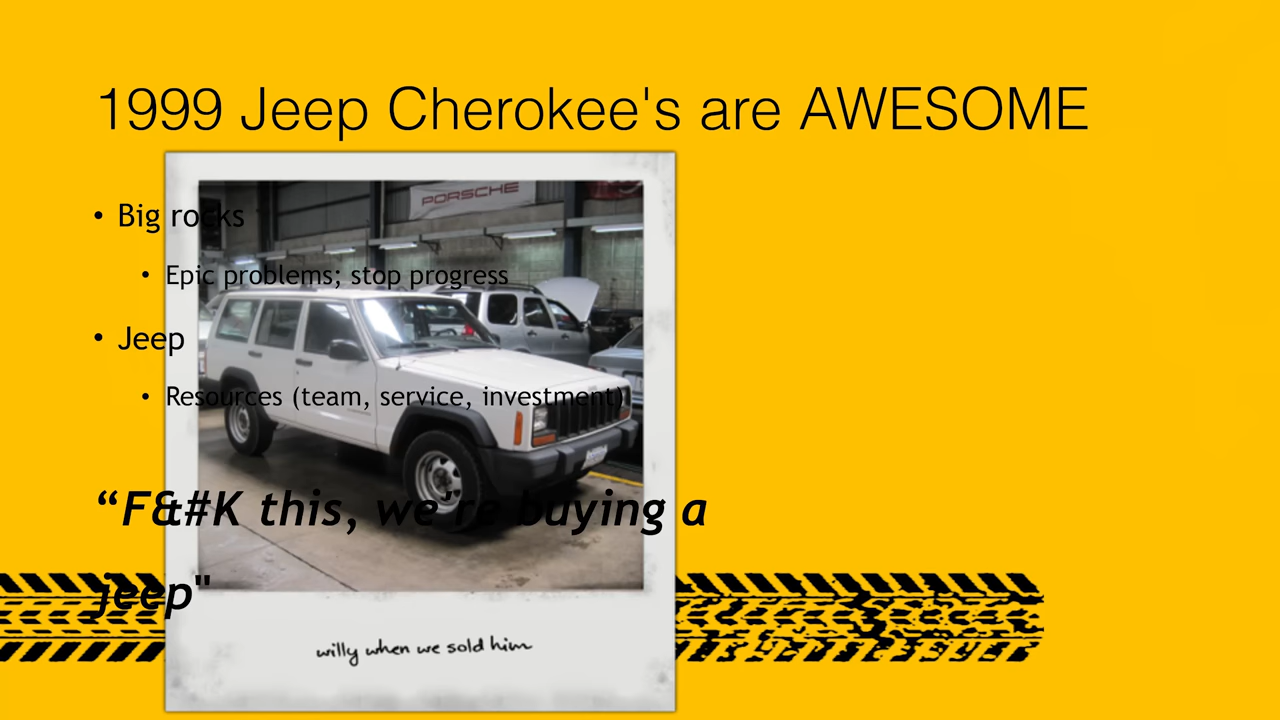 1999 Jeep Cherokee's are AWESOME
PORSCHE
• Big rocks
• Epic problems; stop progress
• Jeep
• Resources (team, service, investment)
“F&#K this, we're buying a
jeep"
willy when we sold him